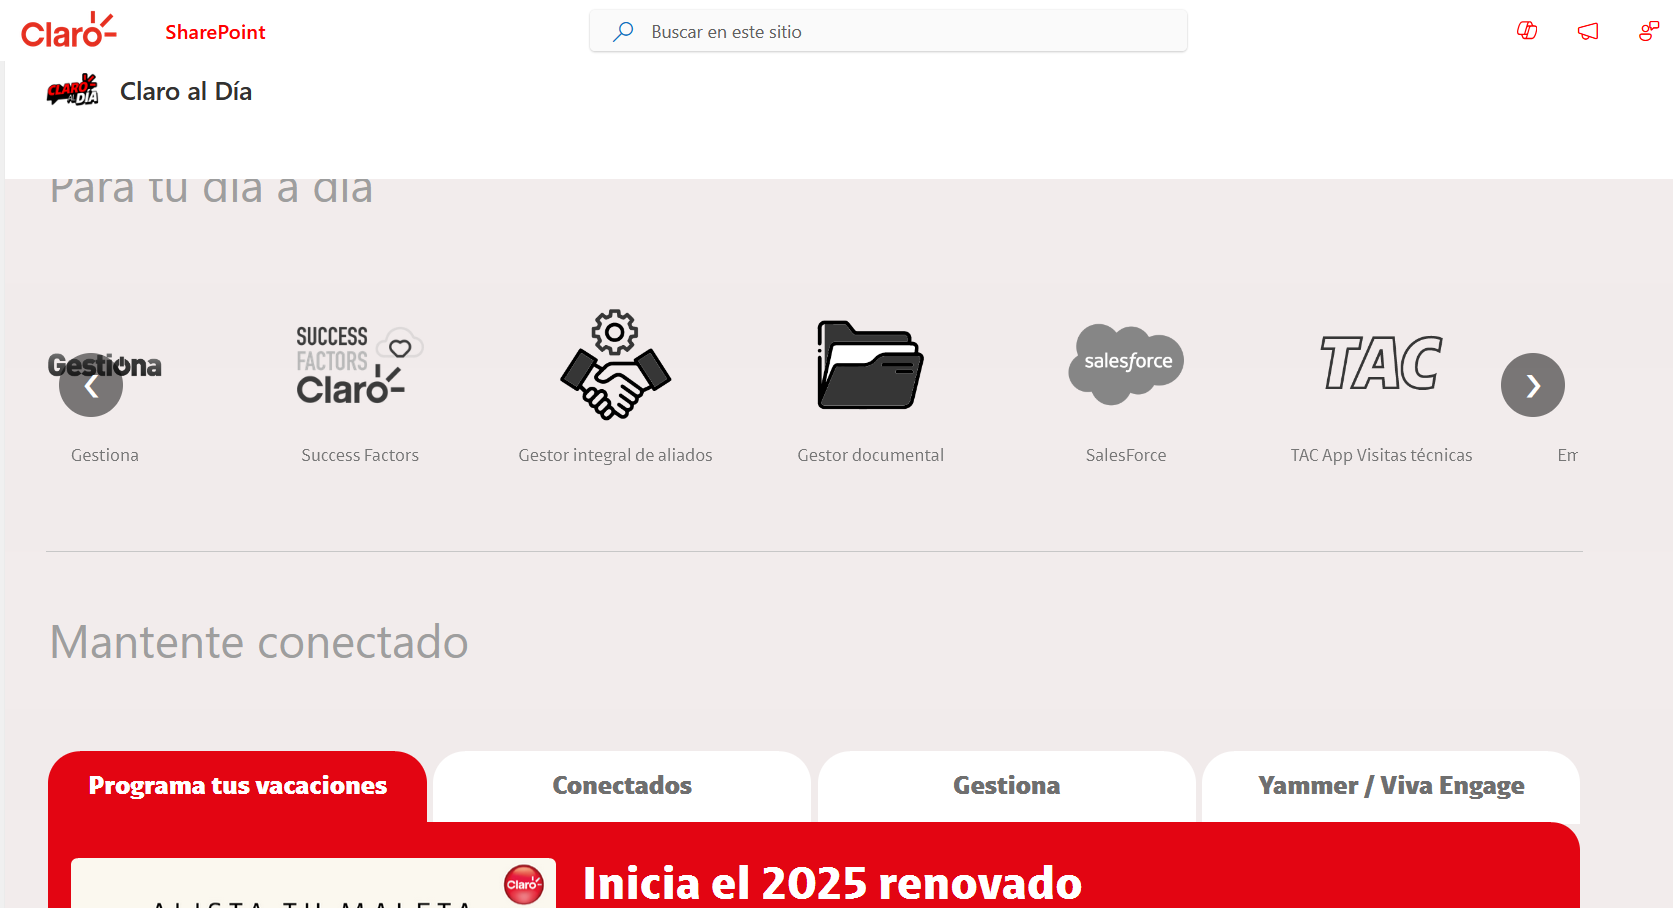 Claro
SharePoint
Buscar en este sitio
CLARO
AL DÍA
Claro al Día
Para tu día a día
Gestiona
SUCCESS
FACTORS
Claro
salesforce
TAC
Gestiona
Success Factors
Gestor integral de aliados
Gestor documental
SalesForce
TAC App Visitas técnicas
Mantente conectado
Programa tus vacaciones
Conectados
Gestiona
Yammer / Viva Engage
Claro
Inicia el 2025 renovado
ALISTA TU MALETA